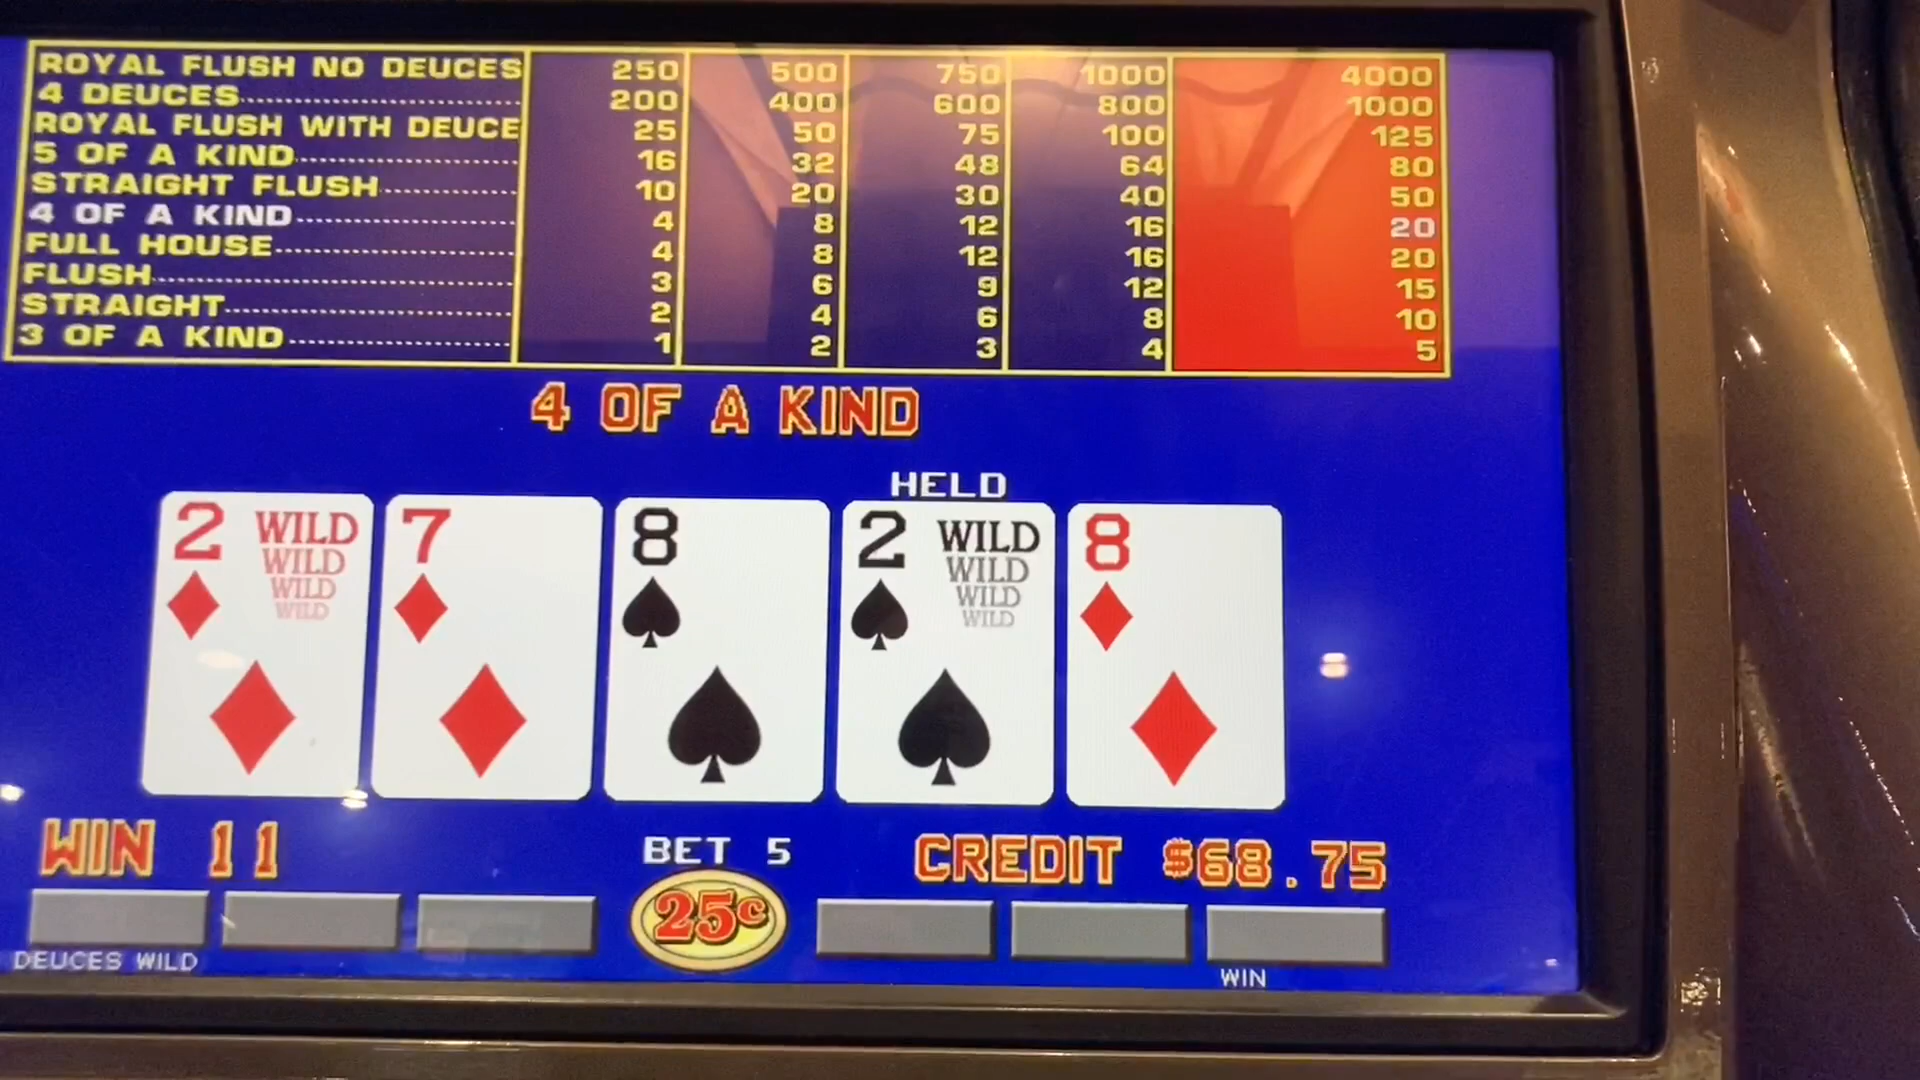 ROYAL FLUSH NO DEUCES 250 500 750 1000 4000
4 DEUCES 200 400 600 800 1000
ROYAL FLUSH WITH DEUCE 25 50 75 100 125
5 OF A KIND 16 32 48 64 80
STRAIGHT FLUSH 10 20 30 40 50
4 OF A KIND 4 8 12 16 20
FULL HOUSE 4 8 12 16 20
FLUSH 3 6 9 12 15
STRAIGHT 2 4 6 8 10
3 OF A KIND 1 2 3 4 5
4 OF A KIND
HELD
2 WILD 7 8 2 WILD 8
WILD WILD
WILD WILD
WILD WILD
WIN 11 BET 5 CREDIT $68.75
25¢
DEUCES WILD WIN